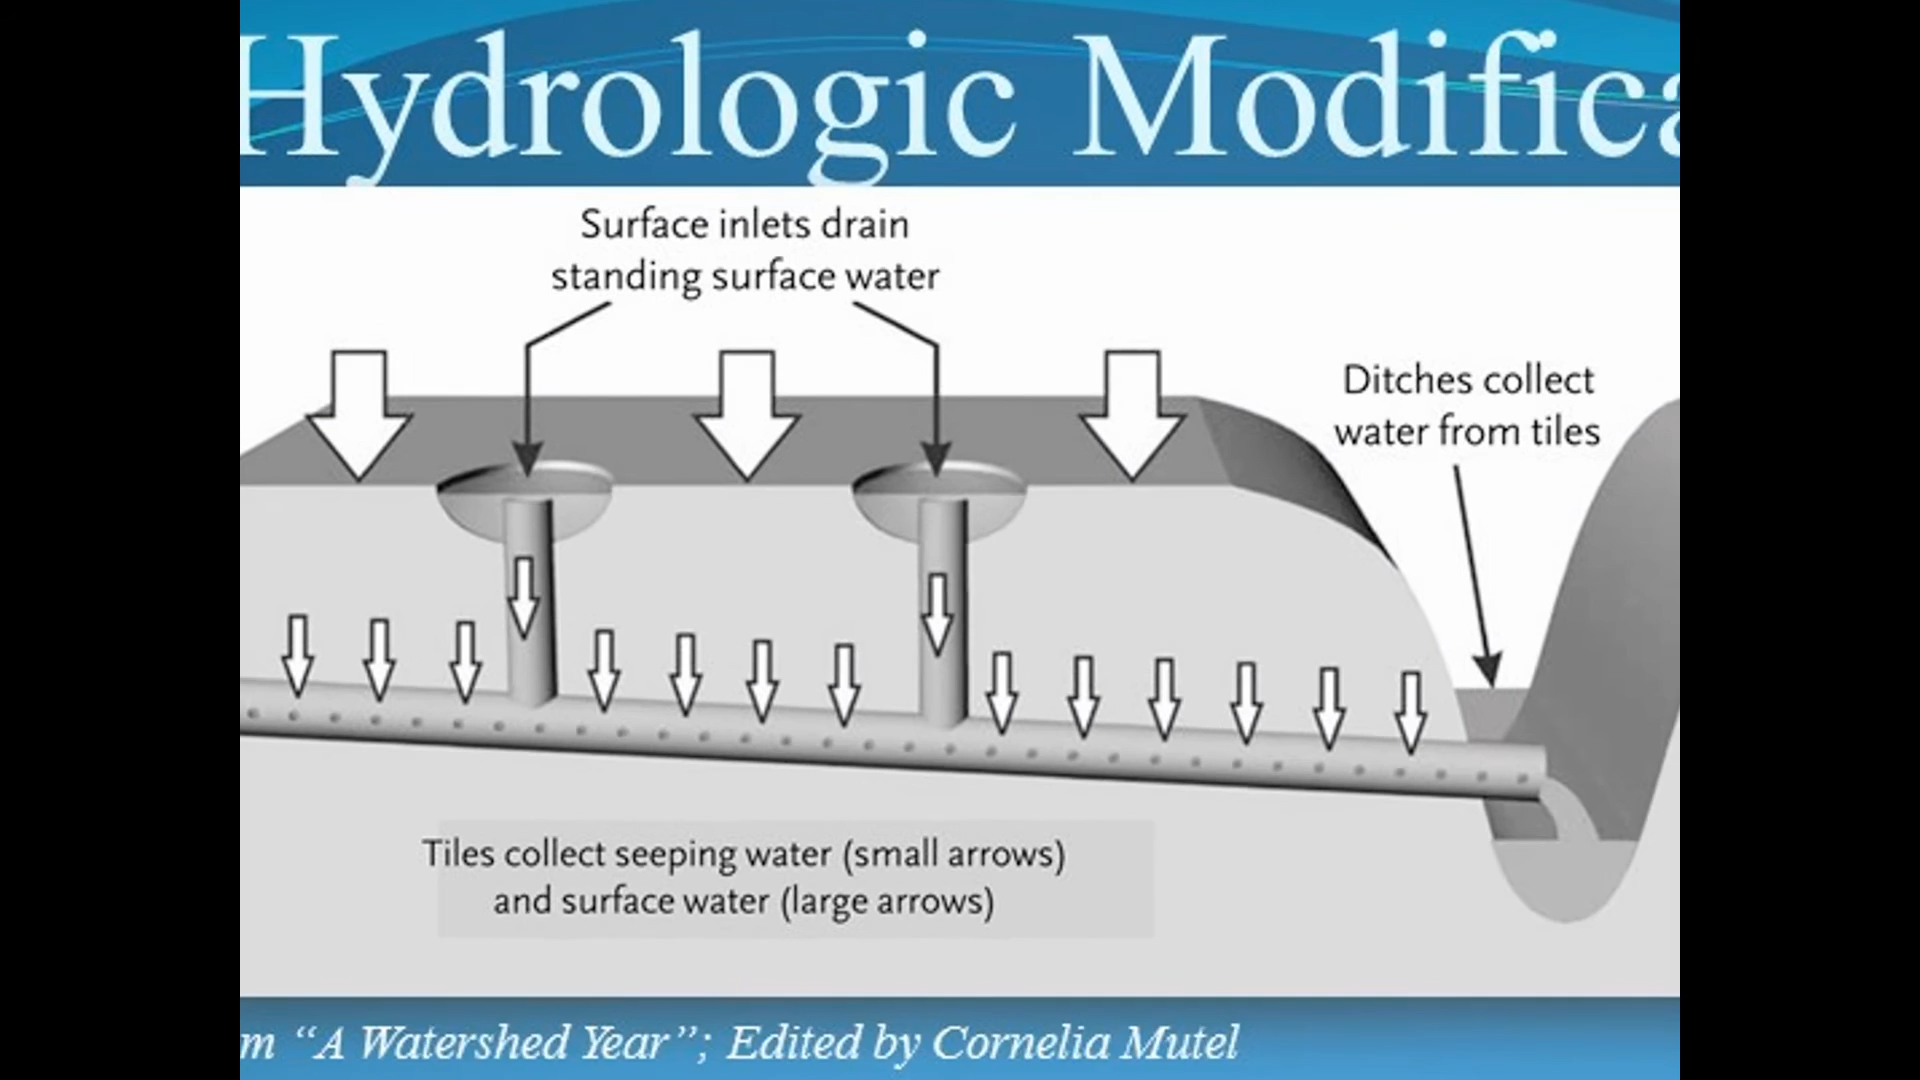 Hydrologic Modifica
Surface inlets drain
standing surface water
Ditches collect
water from tiles
Tiles collect seeping water (small arrows)
and surface water (large arrows)
m “A Watershed Year”; Edited by Cornelia Mutel